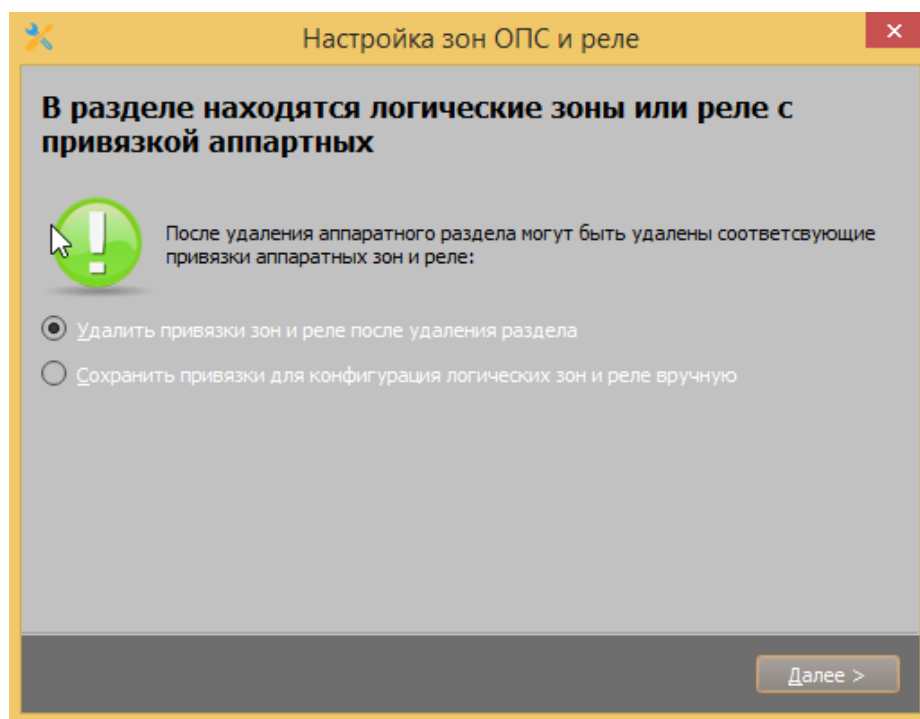 Настройка зон ОПС и реле
В разделе находятся логические зоны или реле с
привязкой аппартных
После удаления аппаратного раздела могут быть удалены соответсвующие
привязки аппаратных зон и реле:
Удалить привязки зон и реле после удаления раздела
Сохранить привязки для конфигурация логических зон и реле вручную
Далее >